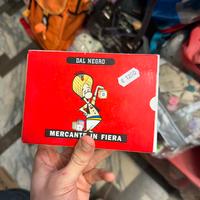 DAL NEGRO
MERCANTE IN FIERA